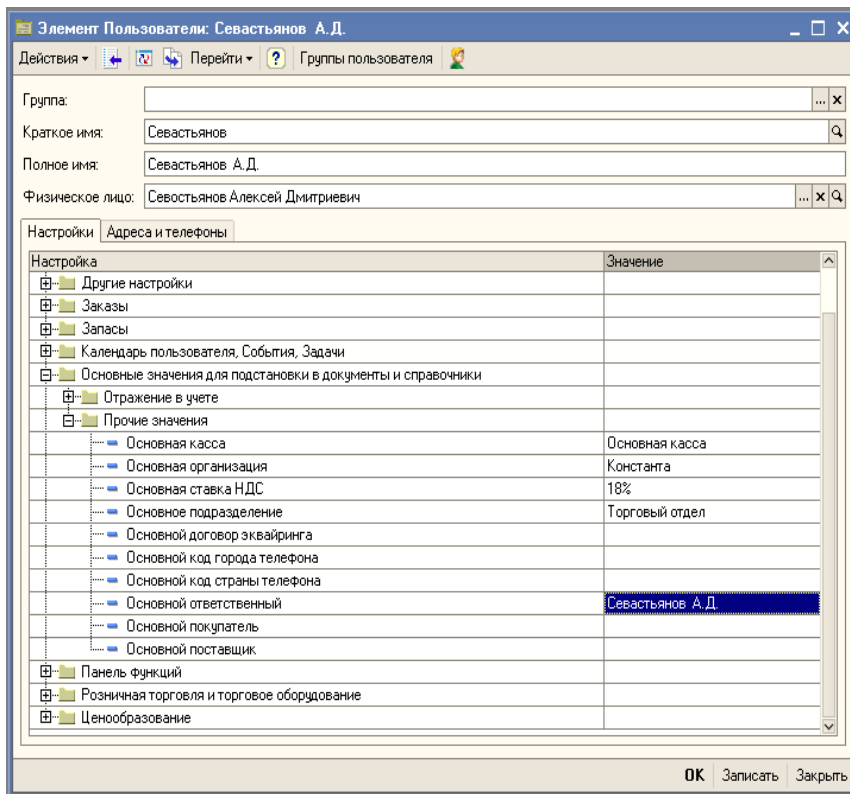 Элемент Пользователи: Севастьянов А.Д.
Действия Перейти ? Группы пользователя
Группа: ... x
Краткое имя: Севастьянов
Полное имя: Севастьянов А.Д.
Физическое лицо: Севостьянов Алексей Дмитриевич ... x
Настройки Адреса и телефоны
Настройка Значение
Другие настройки
Заказы
Запасы
Календарь пользователя, События, Задачи
Основные значения для подстановки в документы и справочники
Отражение в учете
Прочие значения
Основная касса Основная касса
Основная организация Константа
Основная ставка НДС 18%
Основное подразделение Торговый отдел
Основной договор эквайринга
Основной код города телефона
Основной код страны телефона
Основной ответственный Севастьянов А.Д.
Основной покупатель
Основной поставщик
Панель функций
Розничная торговля и торговое оборудование
Ценообразование
OK Записать Закрыть